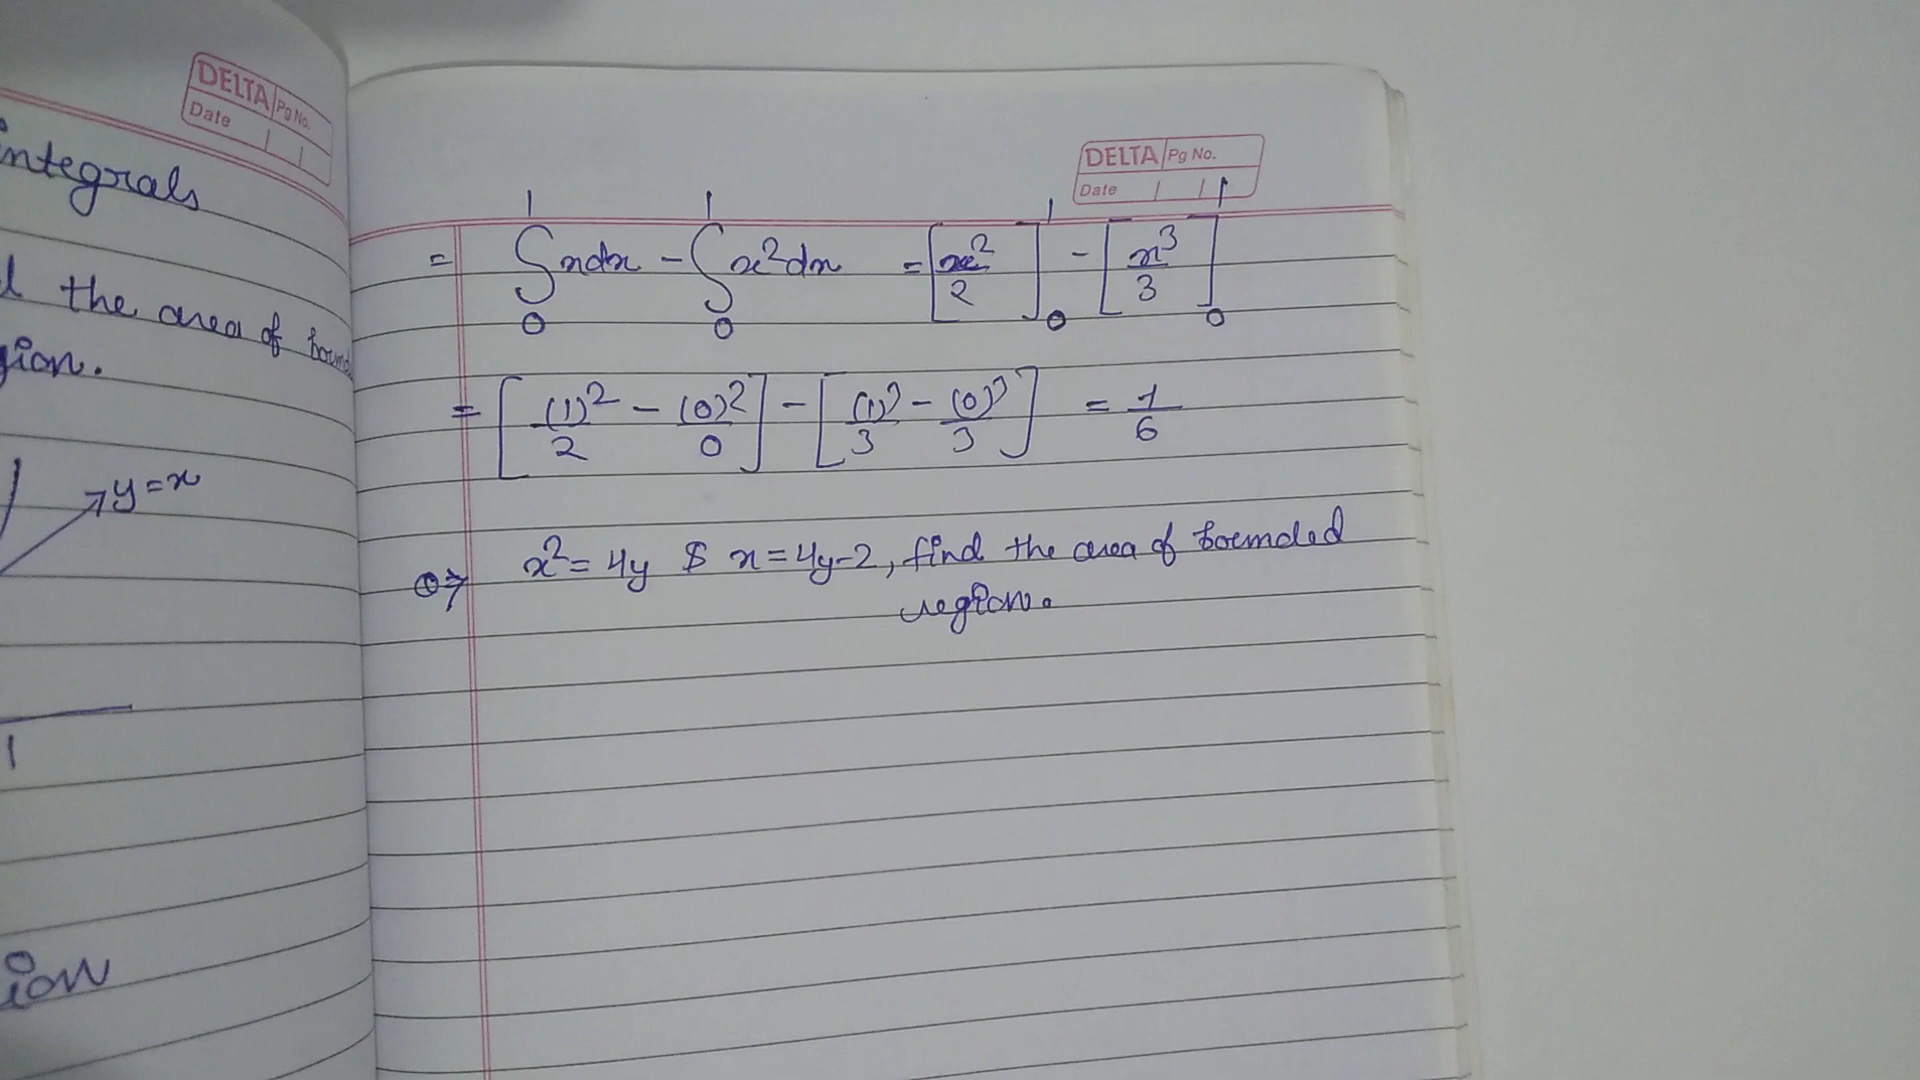 DELTA Pg No.
Date
integrals
the area of
gion.
y=x
1
ion
DELTA Pg No.
Date
= ∫₀¹ x dx - ∫₀¹ x² dx = [x²/2]₀¹ - [x³/3]₀¹
= [(1)²/2 - (0)²/0] - [(1)³/3 - (0)³/3] = 1/6
Q⇒ x² = 4y & x = 4y-2, find the area of bounded
region.